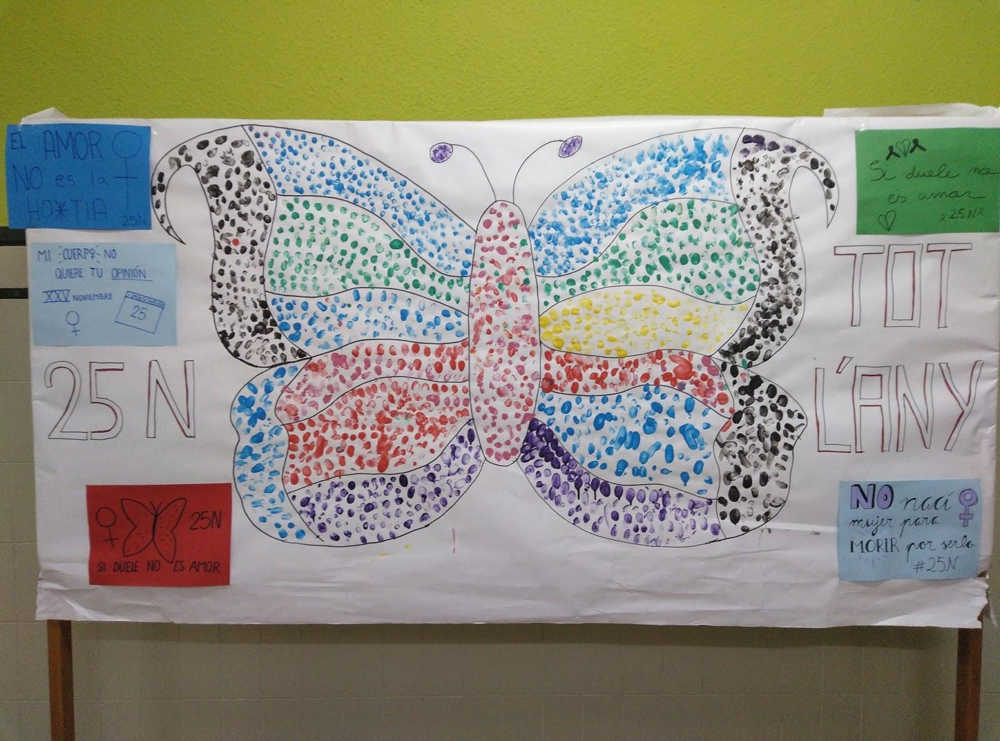 EL AMOR
NO es la
HO*TIA
25N
MI CUERPO NO
QUIERE TU OPINIÓN
XXV NOVIEMBRE
25
25 N
25N
SI DUELE NO ES AMOR
Si duele no
és amar
25N
TOT
L'ANY
NO nací
mujer para
MORIR por serlo
#25N